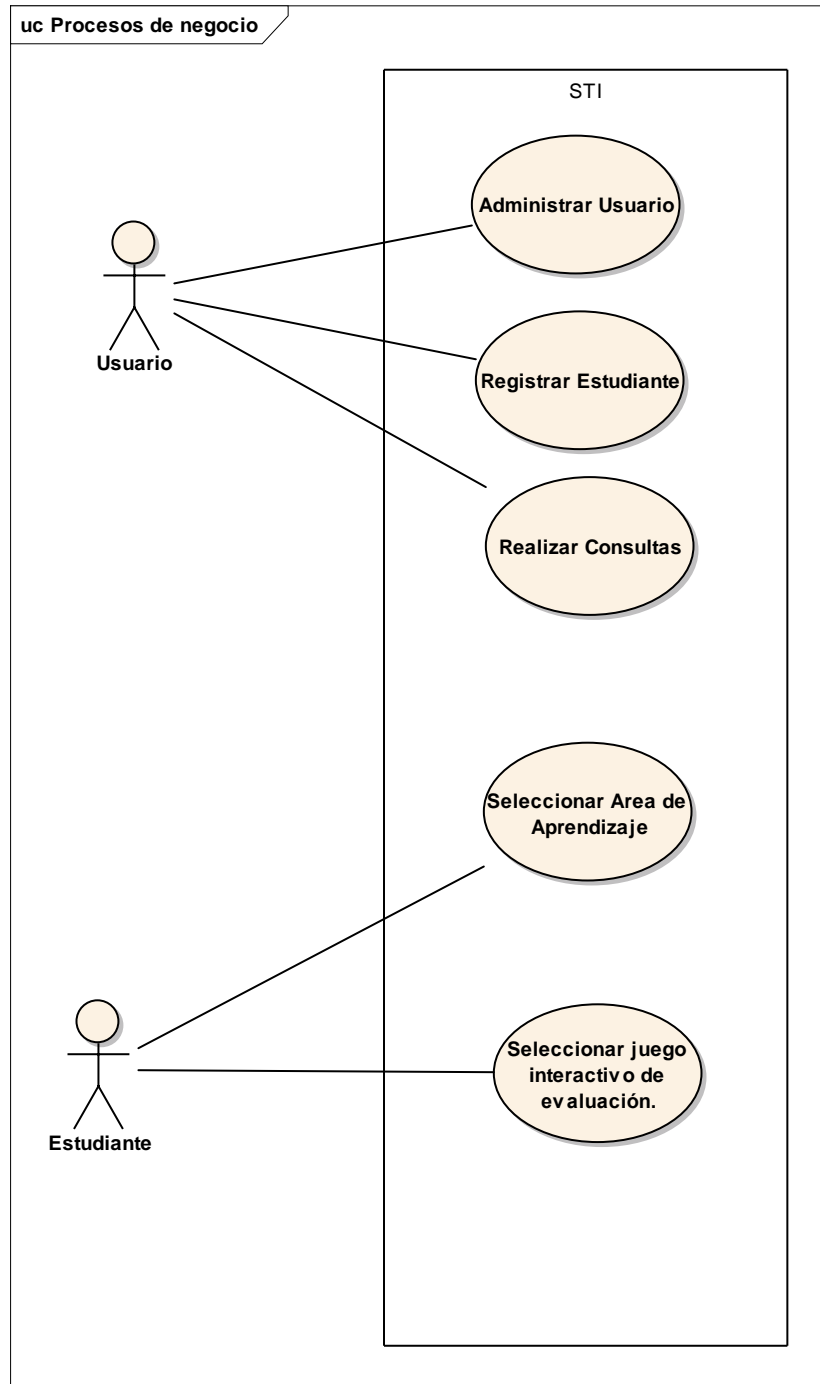 uc Procesos de negocio
STI
Administrar Usuario
Usuario
Registrar Estudiante
Realizar Consultas
Seleccionar Area de
Aprendizaje
Seleccionar juego
interactivo de
evaluación.
Estudiante